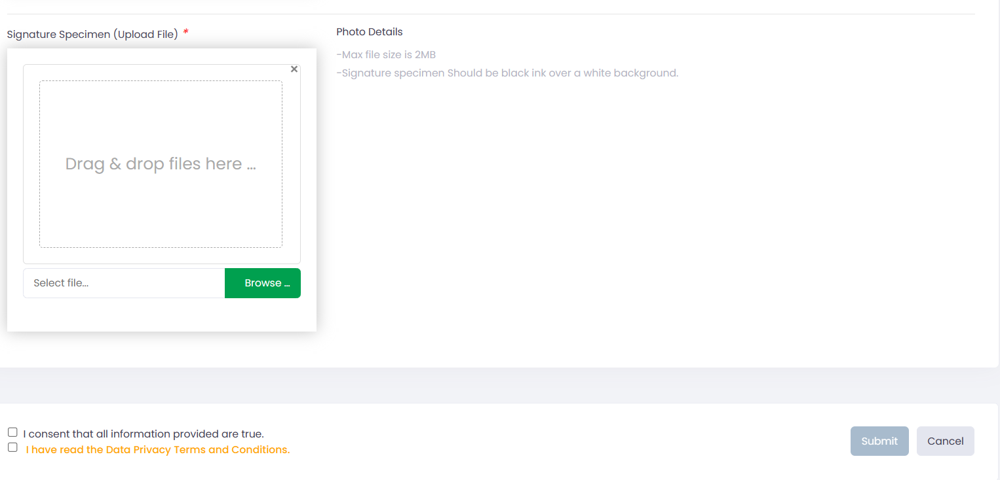 Signature Specimen (Upload File) *
Photo Details
-Max file size is 2MB
-Signature specimen Should be black ink over a white background.
×
Drag & drop files here ...
Select file...
Browse ...
I consent that all information provided are true.
I have read the Data Privacy Terms and Conditions.
Submit
Cancel